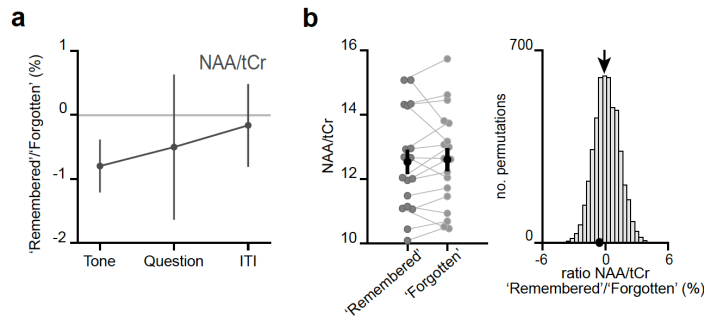 a
'Remembered'/'Forgotten' (%)
1
0
-1
-2
NAA/tCr
Tone
Question
ITI
b
NAA/tCr
16
14
12
10
'Remembered'
'Forgotten'
no. permutations
700
0
-6
0
6
ratio NAA/tCr
'Remembered'/'Forgotten' (%)